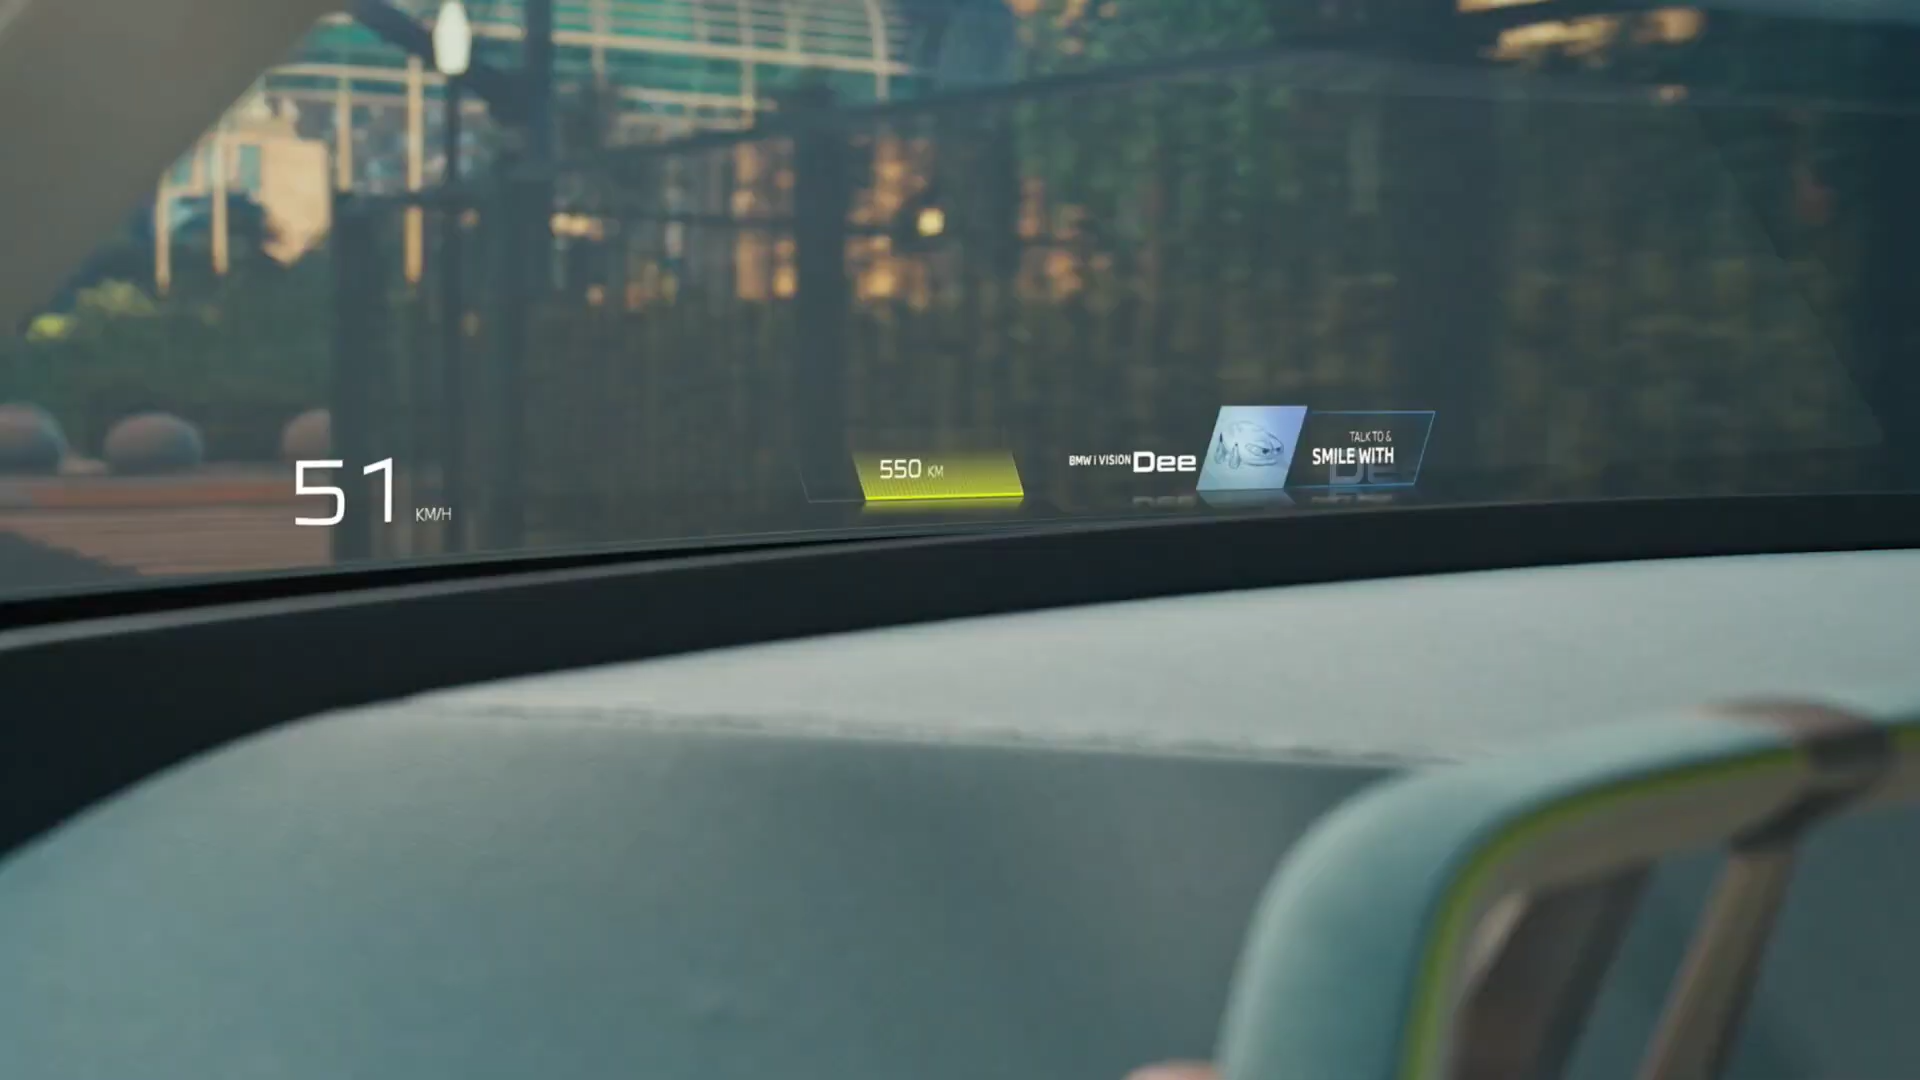 51 KM/H
550 KM
BMW i VISION Dee
TALK TO &
SMILE WITH